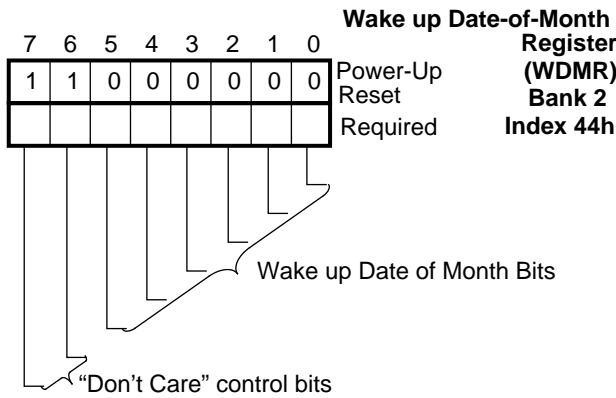 Wake up Date-of-Month
Register
(WDMR)
Bank 2
Index 44h
7 6 5 4 3 2 1 0
1 1 0 0 0 0 0 0
Power-Up
Reset
Required
Wake up Date of Month Bits
“Don’t Care” control bits